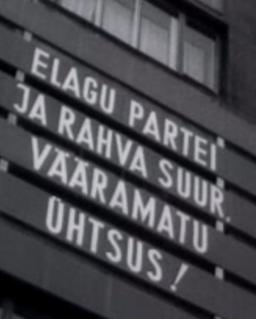 ELAGU PARTEI
JA RAHVA SUUR,
VÄÄRAMATU
ÜHTSUS!